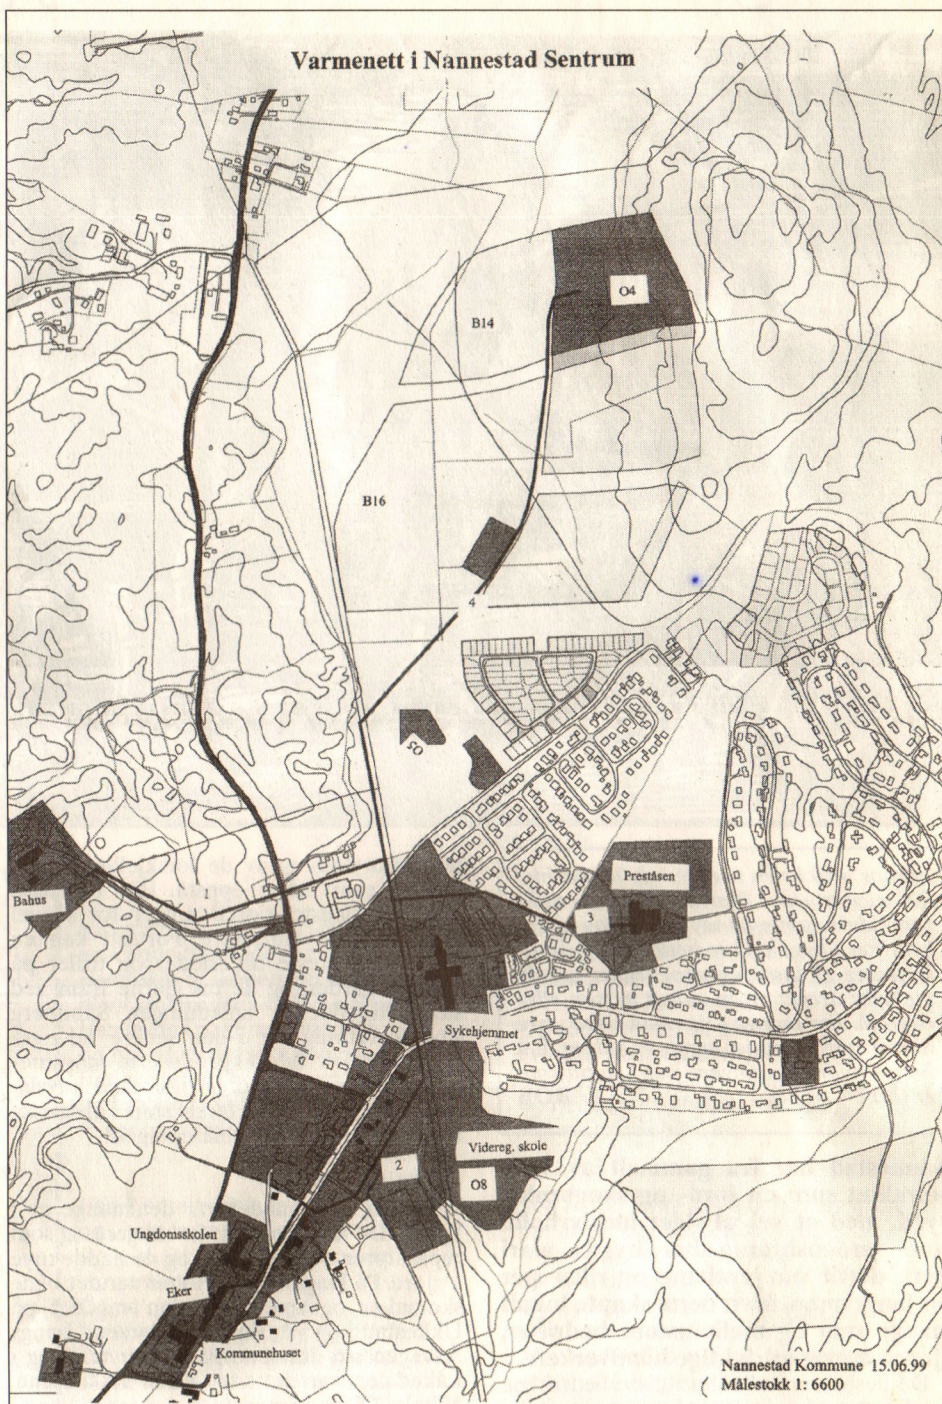 Varmenett i Nannestad Sentrum
O4
B14
B16
4
O5
Bahus
1
Preståsen
3
Sykehjemmet
Videreg. skole
2
O8
Ungdomsskolen
Eker
Kommunehuset
Nannestad Kommune 15.06.99
Målestokk 1: 6600